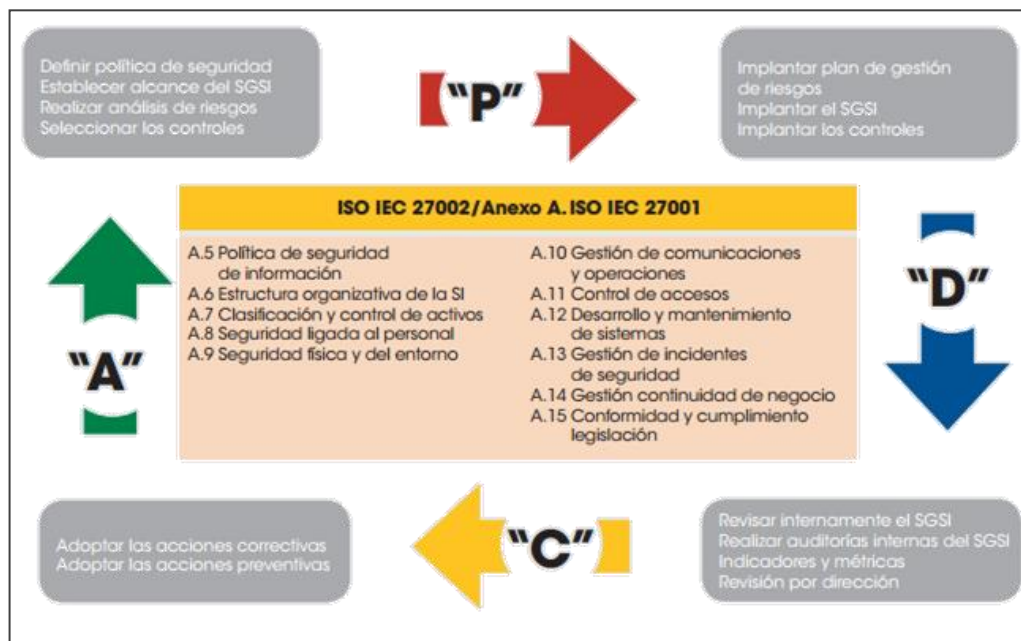 Definir política de seguridad
Establecer alcance del SGSI
Realizar análisis de riesgos
Seleccionar los controles
"P"
Implantar plan de gestión
de riesgos
Implantar el SGSI
Implantar los controles
ISO IEC 27002/Anexo A. ISO IEC 27001
A.5 Política de seguridad
de información
A.6 Estructura organizativa de la SI
A.7 Clasificación y control de activos
A.8 Seguridad ligada al personal
A.9 Seguridad física y del entorno
A.10 Gestión de comunicaciones
y operaciones
A.11 Control de accesos
A.12 Desarrollo y mantenimiento
de sistemas
A.13 Gestión de incidentes
de seguridad
A.14 Gestión continuidad de negocio
A.15 Conformidad y cumplimiento
legislación
"D"
"A"
Adoptar las acciones correctivas
Adoptar las acciones preventivas
"C"
Revisar internamente el SGSI
Realizar auditorías internas del SGSI
Indicadores y métricas
Revisión por dirección